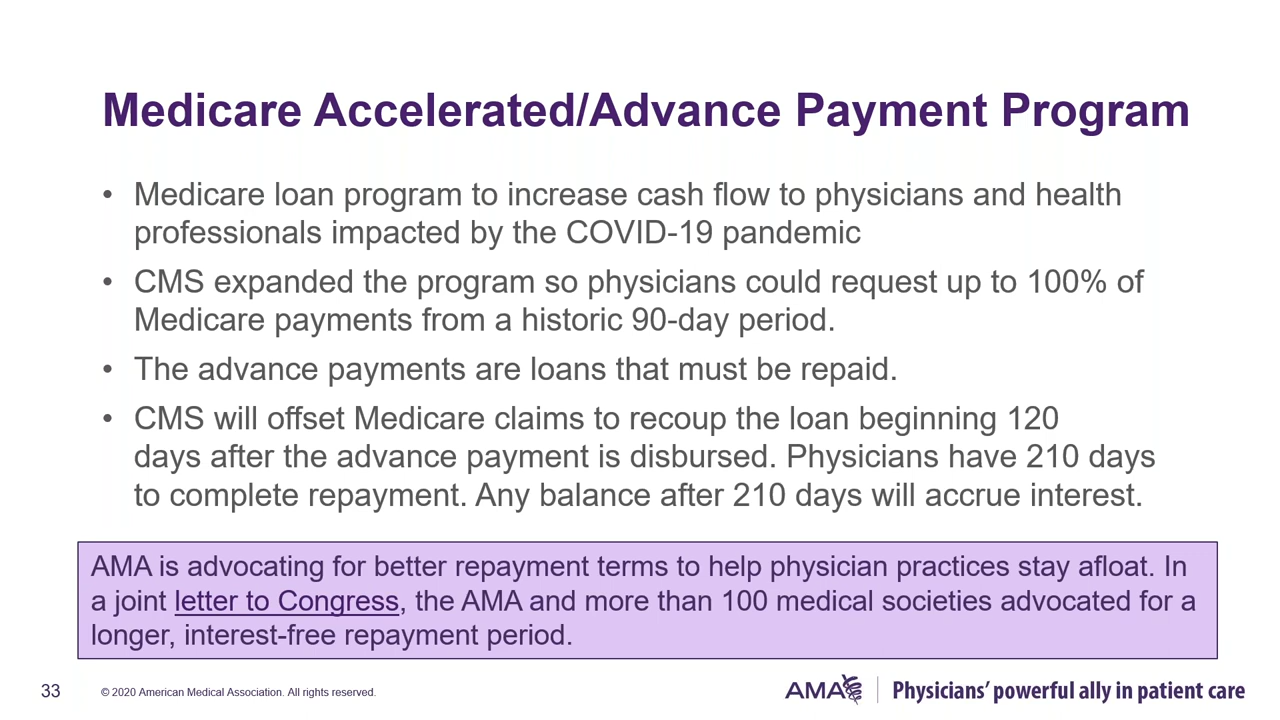 Medicare Accelerated/Advance Payment Program
• Medicare loan program to increase cash flow to physicians and health
professionals impacted by the COVID-19 pandemic
• CMS expanded the program so physicians could request up to 100% of
Medicare payments from a historic 90-day period.
• The advance payments are loans that must be repaid.
• CMS will offset Medicare claims to recoup the loan beginning 120
days after the advance payment is disbursed. Physicians have 210 days
to complete repayment. Any balance after 210 days will accrue interest.
AMA is advocating for better repayment terms to help physician practices stay afloat. In
a joint letter to Congress, the AMA and more than 100 medical societies advocated for a
longer, interest-free repayment period.
33
© 2020 American Medical Association. All rights reserved.
AMA
Physicians' powerful ally in patient care